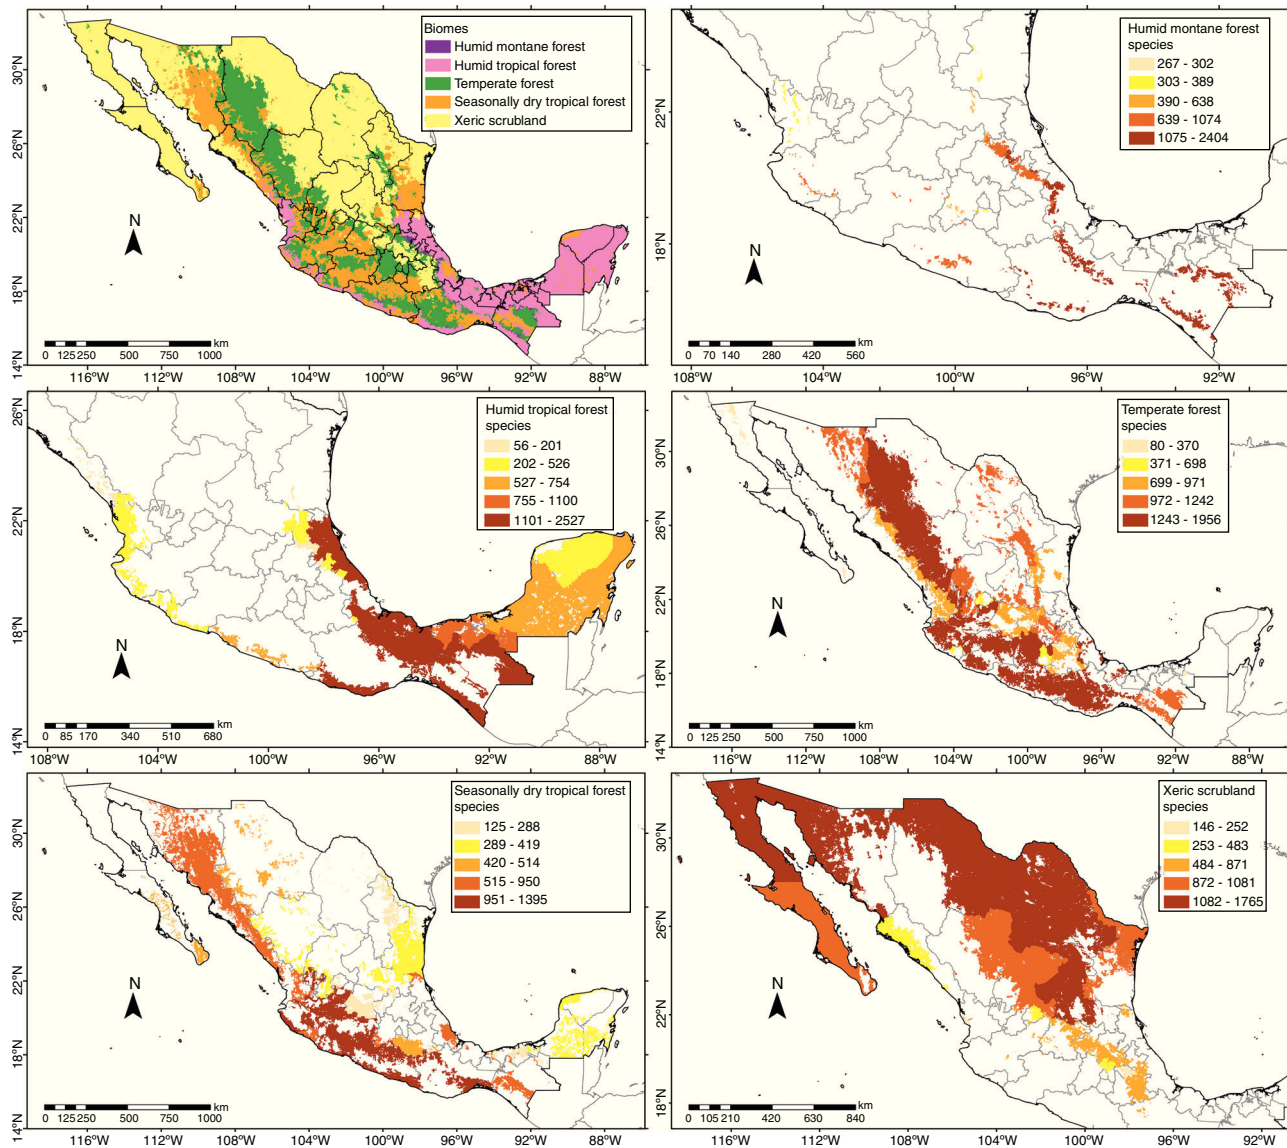 Biomes
Humid montane forest
Humid tropical forest
Temperate forest
Seasonally dry tropical forest
Xeric scrubland
30°N
26°N
22°N
18°N
14°N
N
km
0 125 250 500 750 1000
116°W 112°W 108°W 104°W 100°W 96°W 92°W 88°W
Humid montane forest
species
267 - 302
303 - 389
390 - 638
639 - 1074
1075 - 2404
22°N
18°N
14°N
N
km
0 70 140 280 420 560
108°W 104°W 100°W 96°W 92°W
Humid tropical forest
species
56 - 201
202 - 526
527 - 754
755 - 1100
1101 - 2527
26°N
22°N
18°N
14°N
N
km
0 85 170 340 510 680
108°W 104°W 100°W 96°W 92°W 88°W
Temperate forest
species
80 - 370
371 - 698
699 - 971
972 - 1242
1243 - 1956
30°N
26°N
22°N
18°N
14°N
N
km
0 125 250 500 750 1000
116°W 112°W 108°W 104°W 100°W 96°W 92°W 88°W
Seasonally dry tropical forest
species
125 - 288
289 - 419
420 - 514
515 - 950
951 - 1395
30°N
26°N
22°N
18°N
14°N
N
km
0 125 250 500 750 1000
116°W 112°W 108°W 104°W 100°W 96°W 92°W 88°W
Xeric scrubland
species
146 - 252
253 - 483
484 - 871
872 - 1081
1082 - 1765
30°N
26°N
22°N
18°N
N
km
0 105 210 420 630 840
116°W 112°W 108°W 104°W 100°W 96°W 92°W